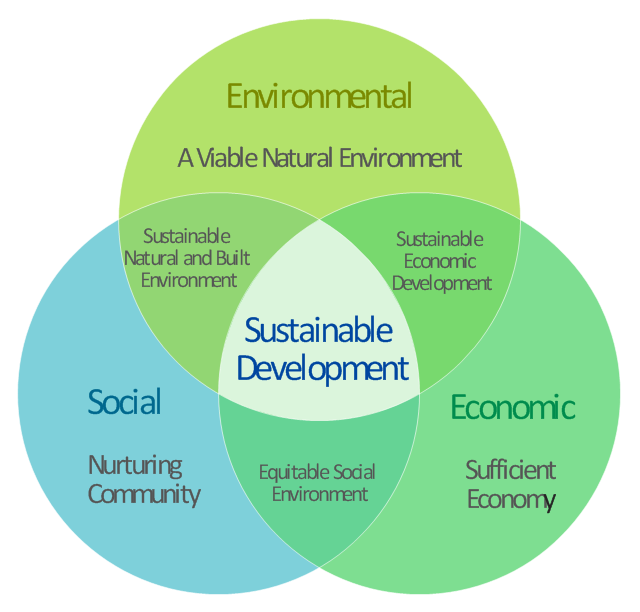 Environmental
A Viable Natural Environment
Sustainable
Natural and Built
Environment
Sustainable
Economic
Development
Sustainable
Development
Social
Nurturing
Community
Equitable Social
Environment
Economic
Sufficient
Economy